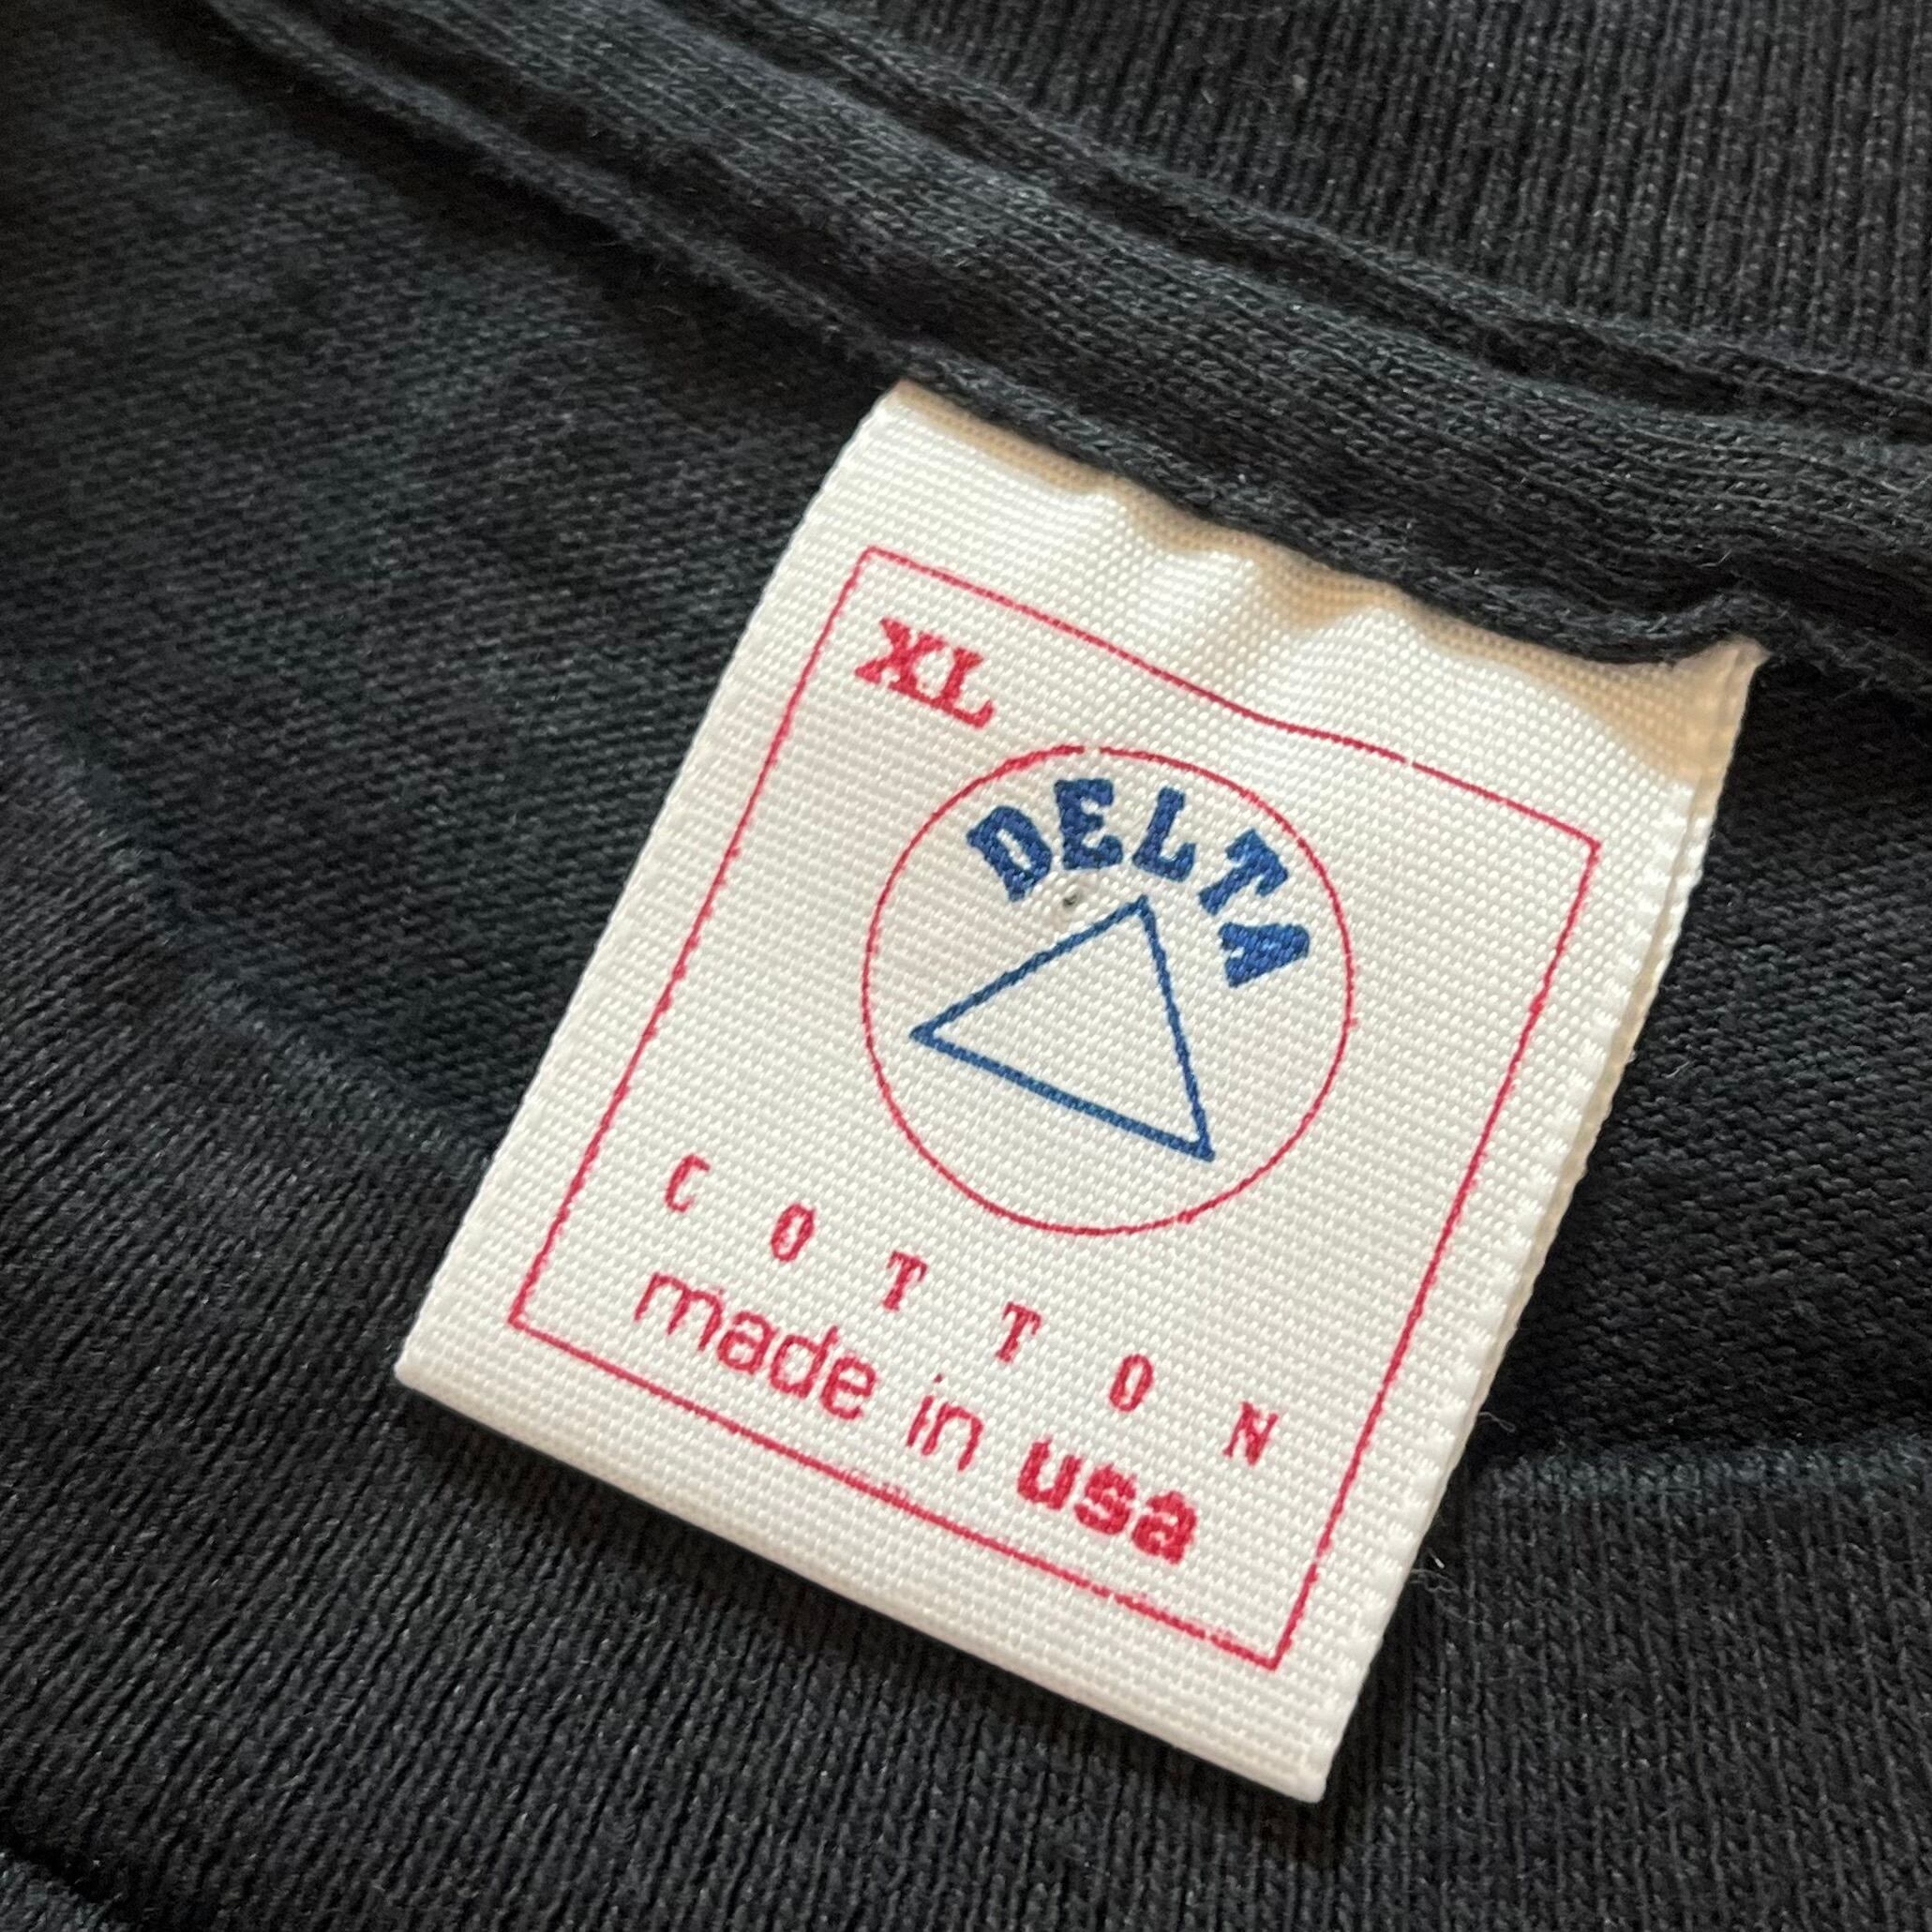 XL
DELTA
COTTON
made in usa